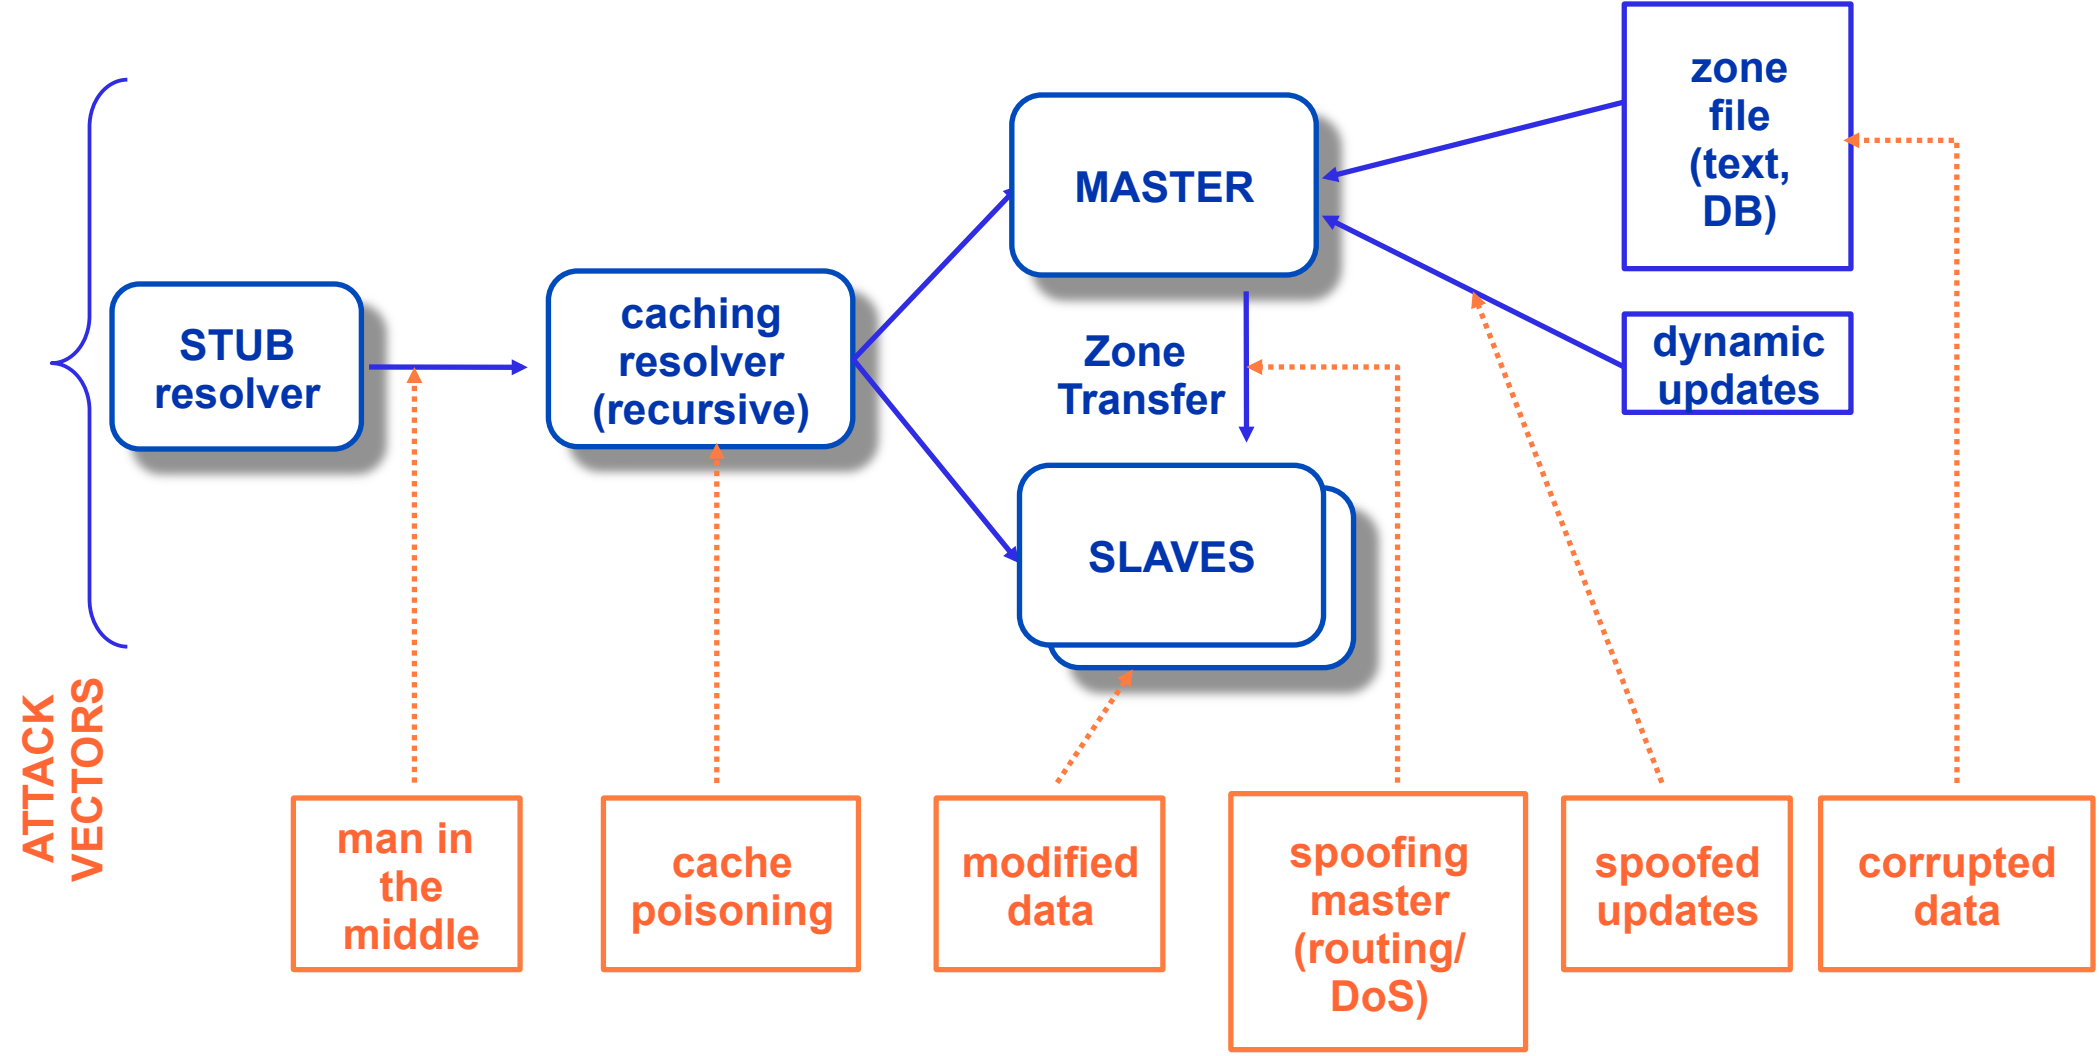 zone
file
(text,
DB)
MASTER
STUB
resolver
caching
resolver
(recursive)
Zone
Transfer
dynamic
updates
SLAVES
ATTACK
VECTORS
man in
the
middle
cache
poisoning
modified
data
spoofing
master
(routing/
DoS)
spoofed
updates
corrupted
data